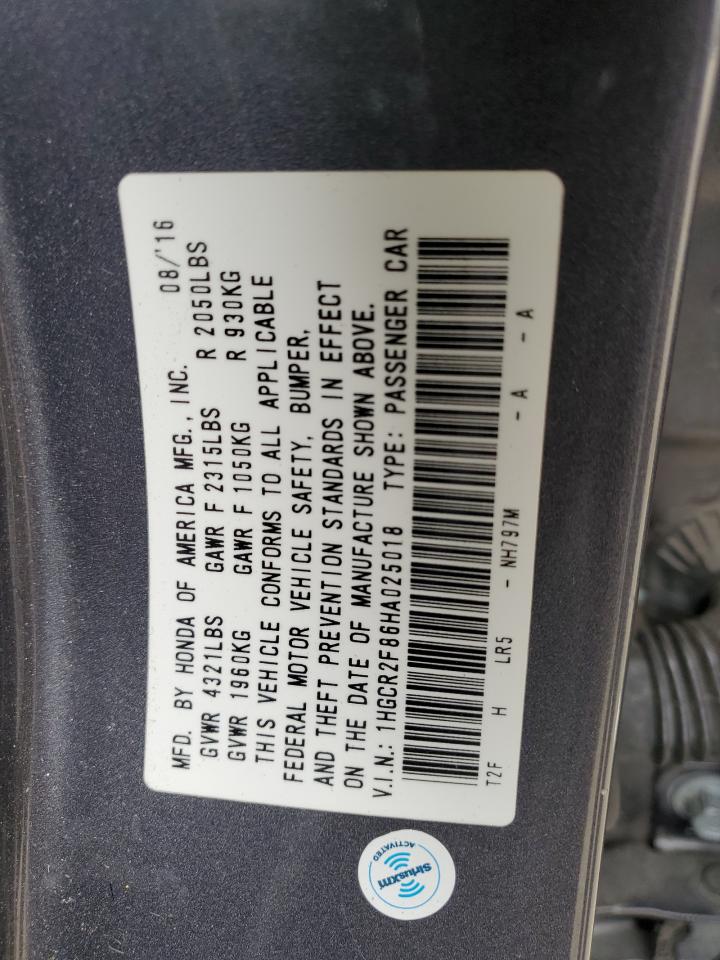 MFD. BY HONDA OF AMERICA MFG., INC. 08/'16
GVWR 4321LBS GAWR F 2315LBS R 2050LBS
GVWR 1960KG GAWR F 1050KG R 930KG
THIS VEHICLE CONFORMS TO ALL APPLICABLE
FEDERAL MOTOR VEHICLE SAFETY, BUMPER,
AND THEFT PREVENTION STANDARDS IN EFFECT
ON THE DATE OF MANUFACTURE SHOWN ABOVE.
V.I.N.: 1HGCR2F86HA025018 TYPE: PASSENGER CAR
T2F H LR5 - NH797M - A - A
ACTIVATED
siriusxm